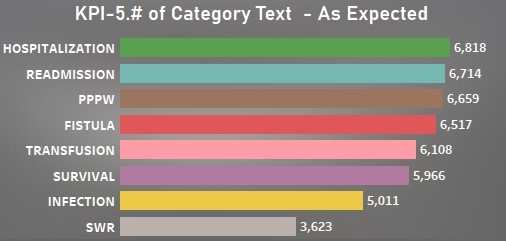 KPI-5.# of Category Text - As Expected
HOSPITALIZATION 6,818
READMISSION 6,714
PPPW 6,659
FISTULA 6,517
TRANSFUSION 6,108
SURVIVAL 5,966
INFECTION 5,011
SWR 3,623